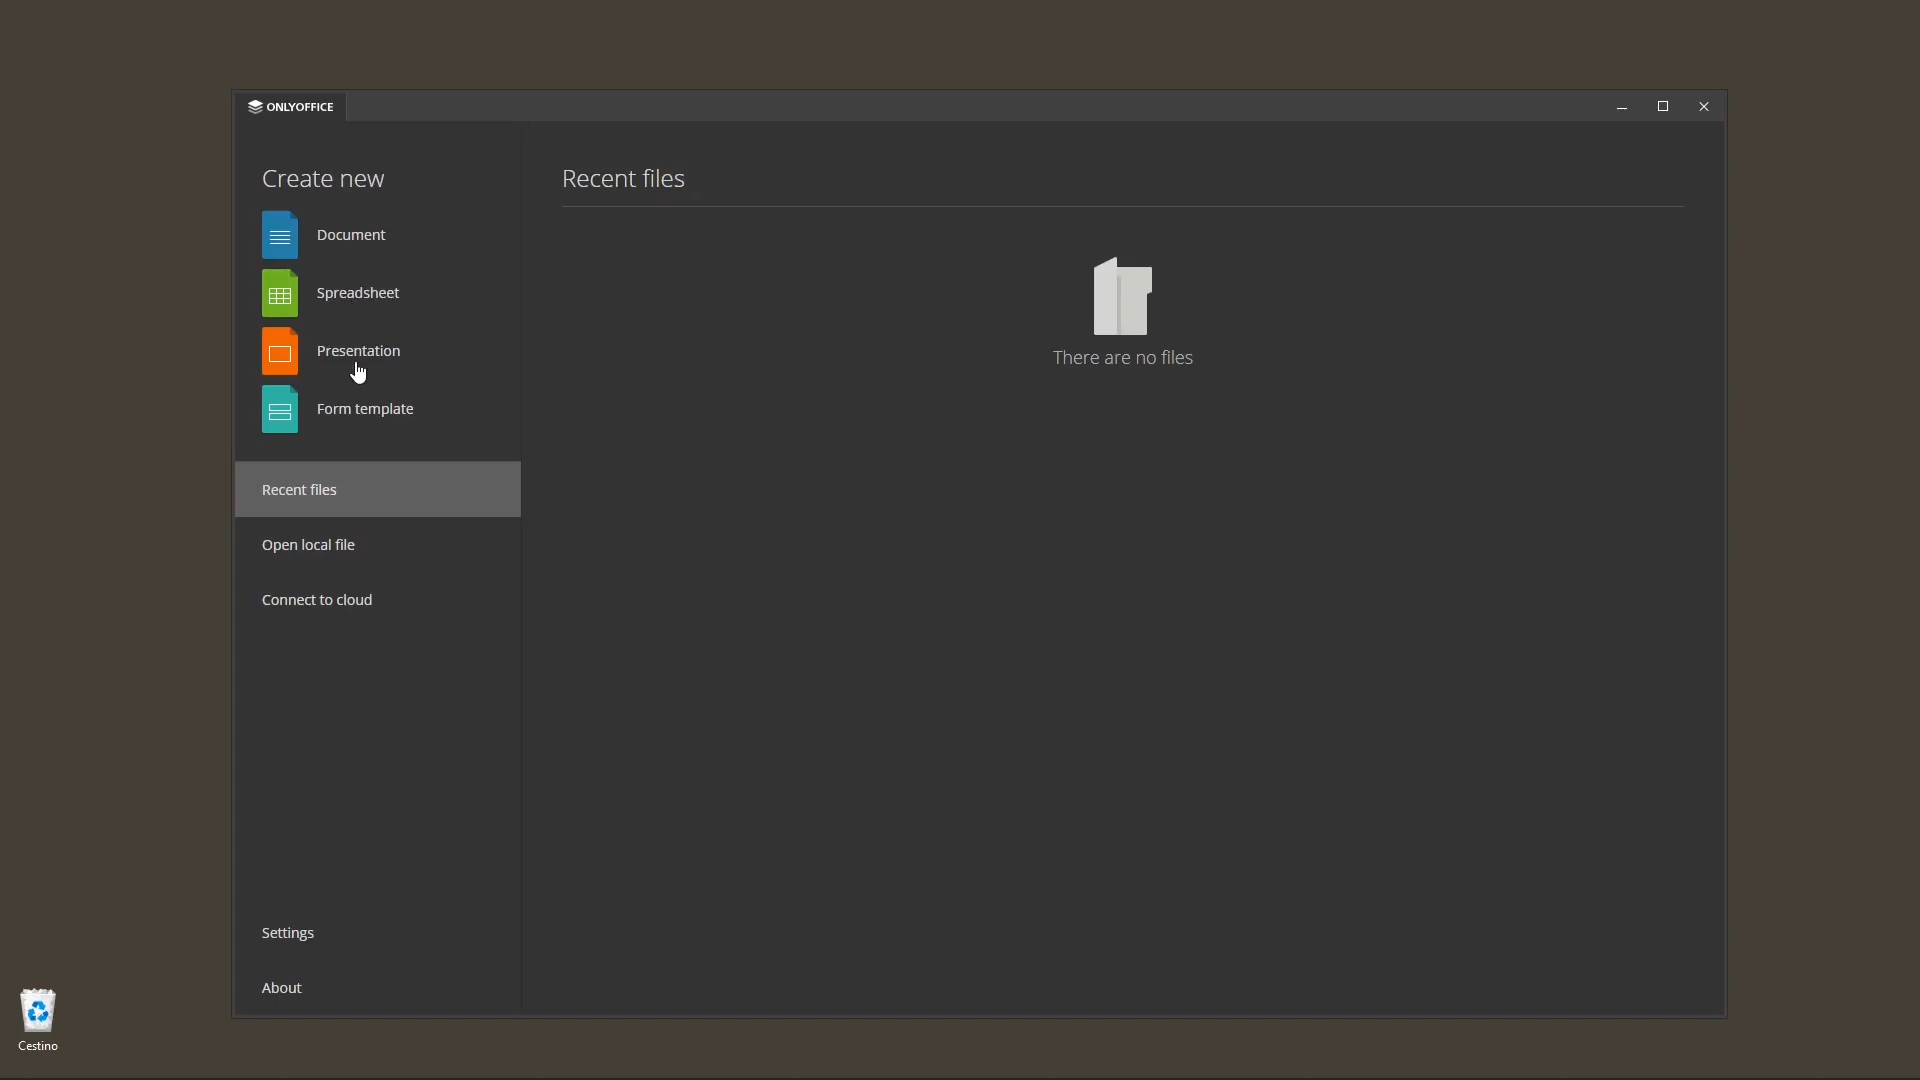 ONLYOFFICE
Create new
Document
Spreadsheet
Presentation
Form template
Recent files
Open local file
Connect to cloud
Settings
About
Recent files
There are no files
Cestino